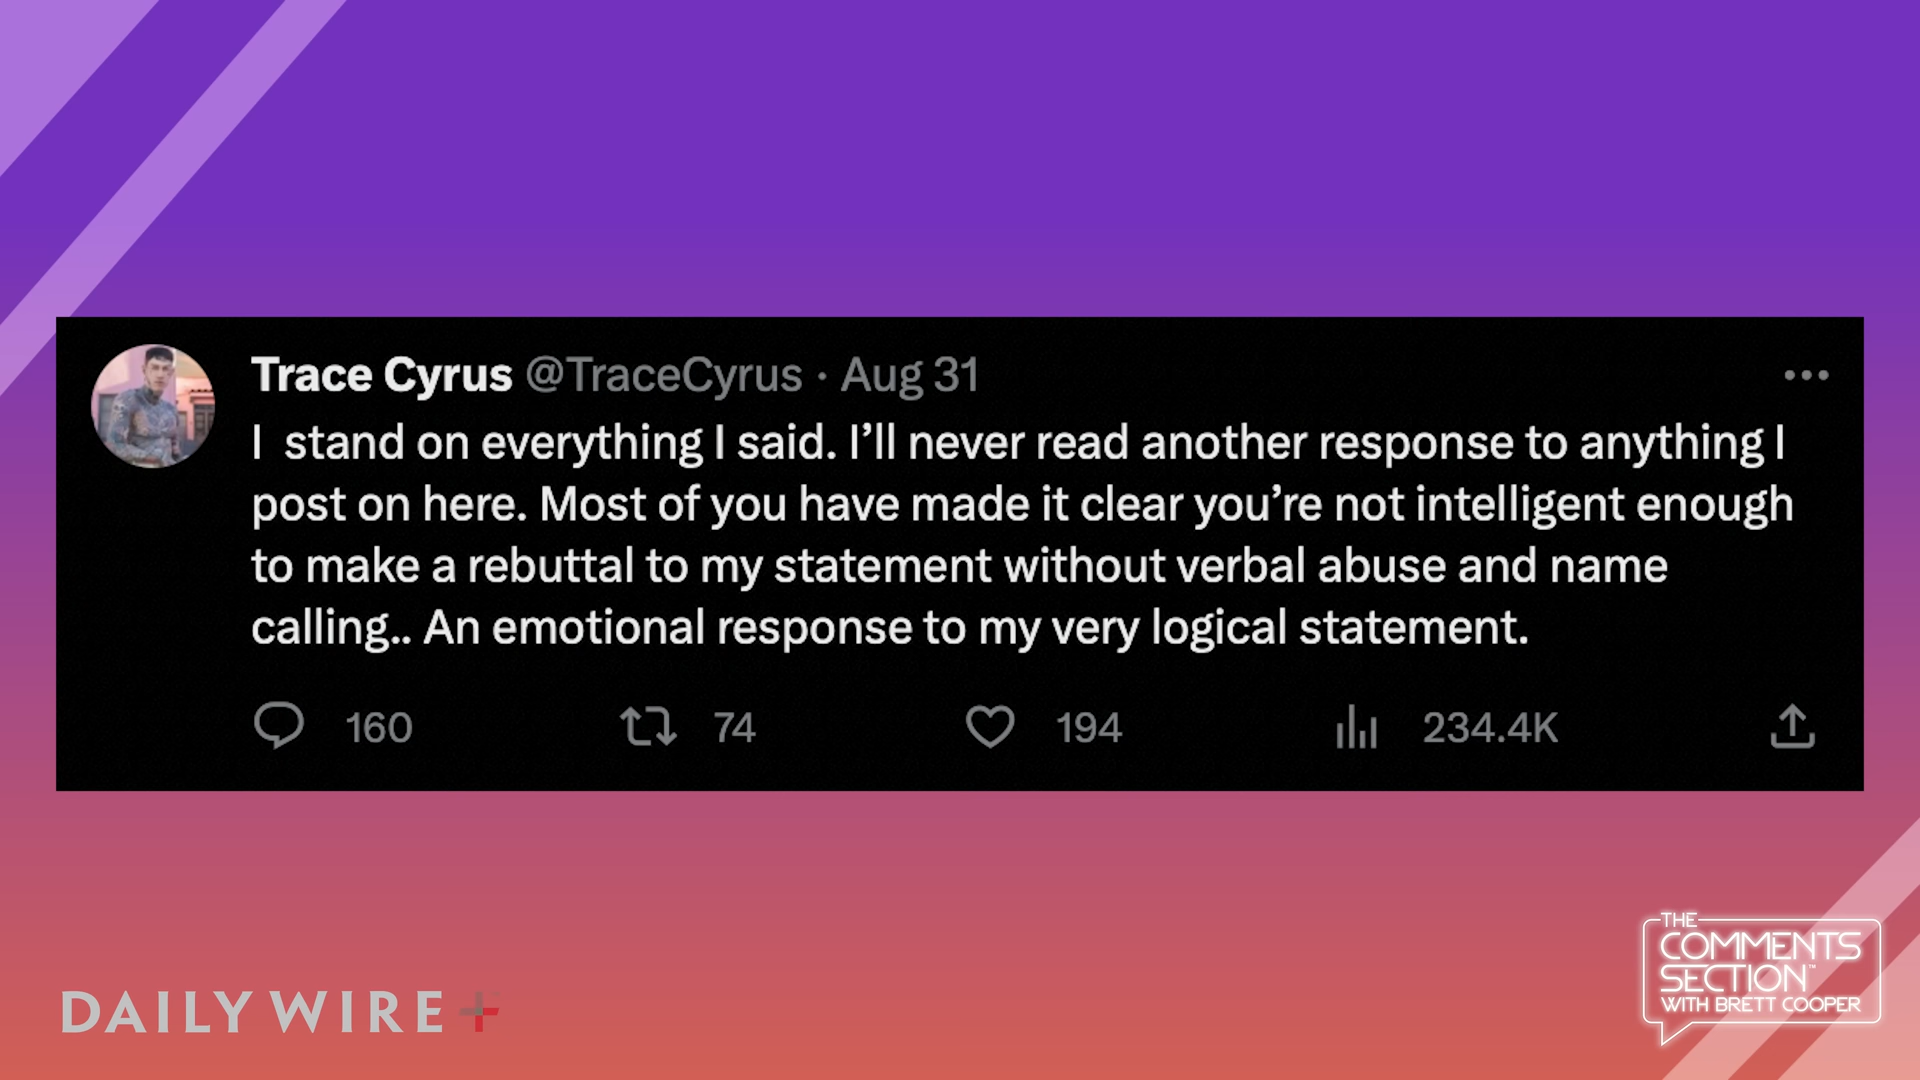 Trace Cyrus @TraceCyrus · Aug 31
I stand on everything I said. I’ll never read another response to anything I
post on here. Most of you have made it clear you’re not intelligent enough
to make a rebuttal to my statement without verbal abuse and name
calling.. An emotional response to my very logical statement.
160 74 194 234.4K
THE
COMMENTS
SECTION™
WITH BRETT COOPER
DAILY WIRE +